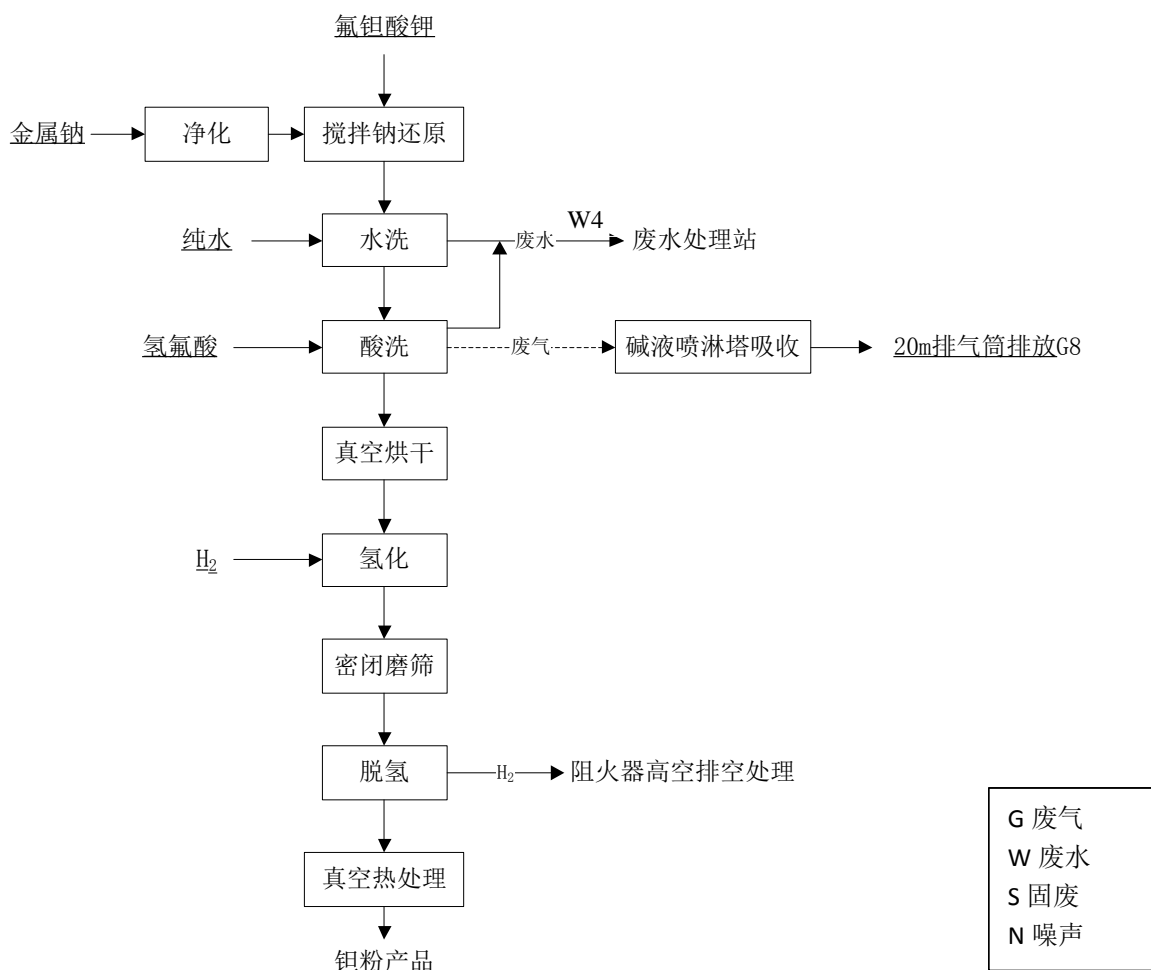 氟钽酸钾
金属钠
净化
搅拌钠还原
纯水
水洗
废水
W4
废水处理站
氢氟酸
酸洗
废气
碱液喷淋塔吸收
20m排气筒排放G8
真空烘干
H2
氢化
密闭磨筛
脱氢
H2
阻火器高空排空处理
真空热处理
钽粉产品
G 废气
W 废水
S 固废
N 噪声